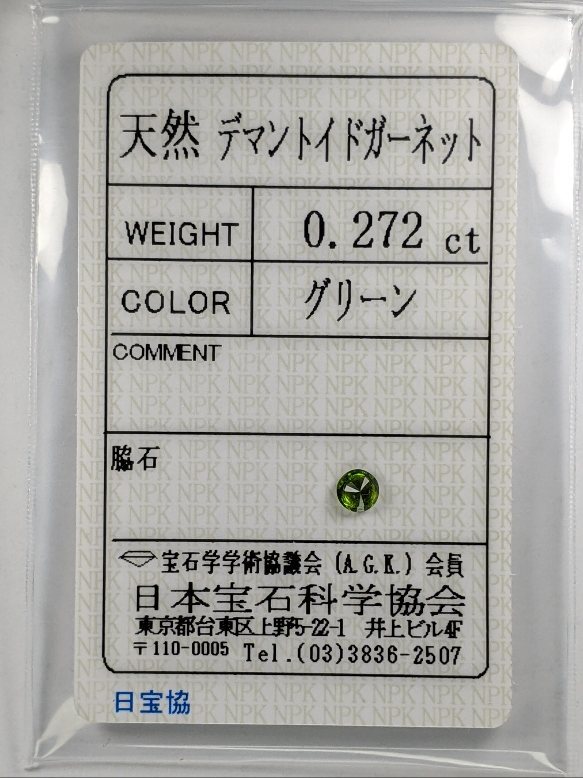 天然 デマントイドガーネット
WEIGHT 0.272 ct
COLOR グリーン
COMMENT
脇石
宝石学学術協議会 (A.G.K.) 会員
日本宝石科学協会
東京都台東区上野5-22-1 井上ビル4F
〒110-0005 Tel.(03)3836-2507
日宝協